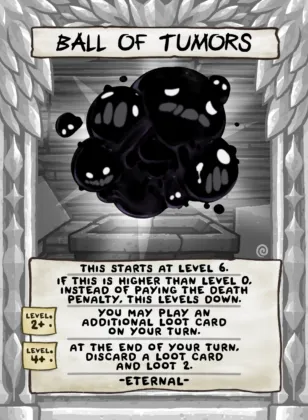 BALL OF TUMORS
THIS STARTS AT LEVEL 6.
IF THIS IS HIGHER THAN LEVEL 0,
INSTEAD OF PAYING THE DEATH
PENALTY, THIS LEVELS DOWN.
LEVEL:
2+
YOU MAY PLAY AN
ADDITIONAL LOOT CARD
ON YOUR TURN.
LEVEL:
4+
AT THE END OF YOUR TURN,
DISCARD A LOOT CARD
AND LOOT 2.
-ETERNAL-